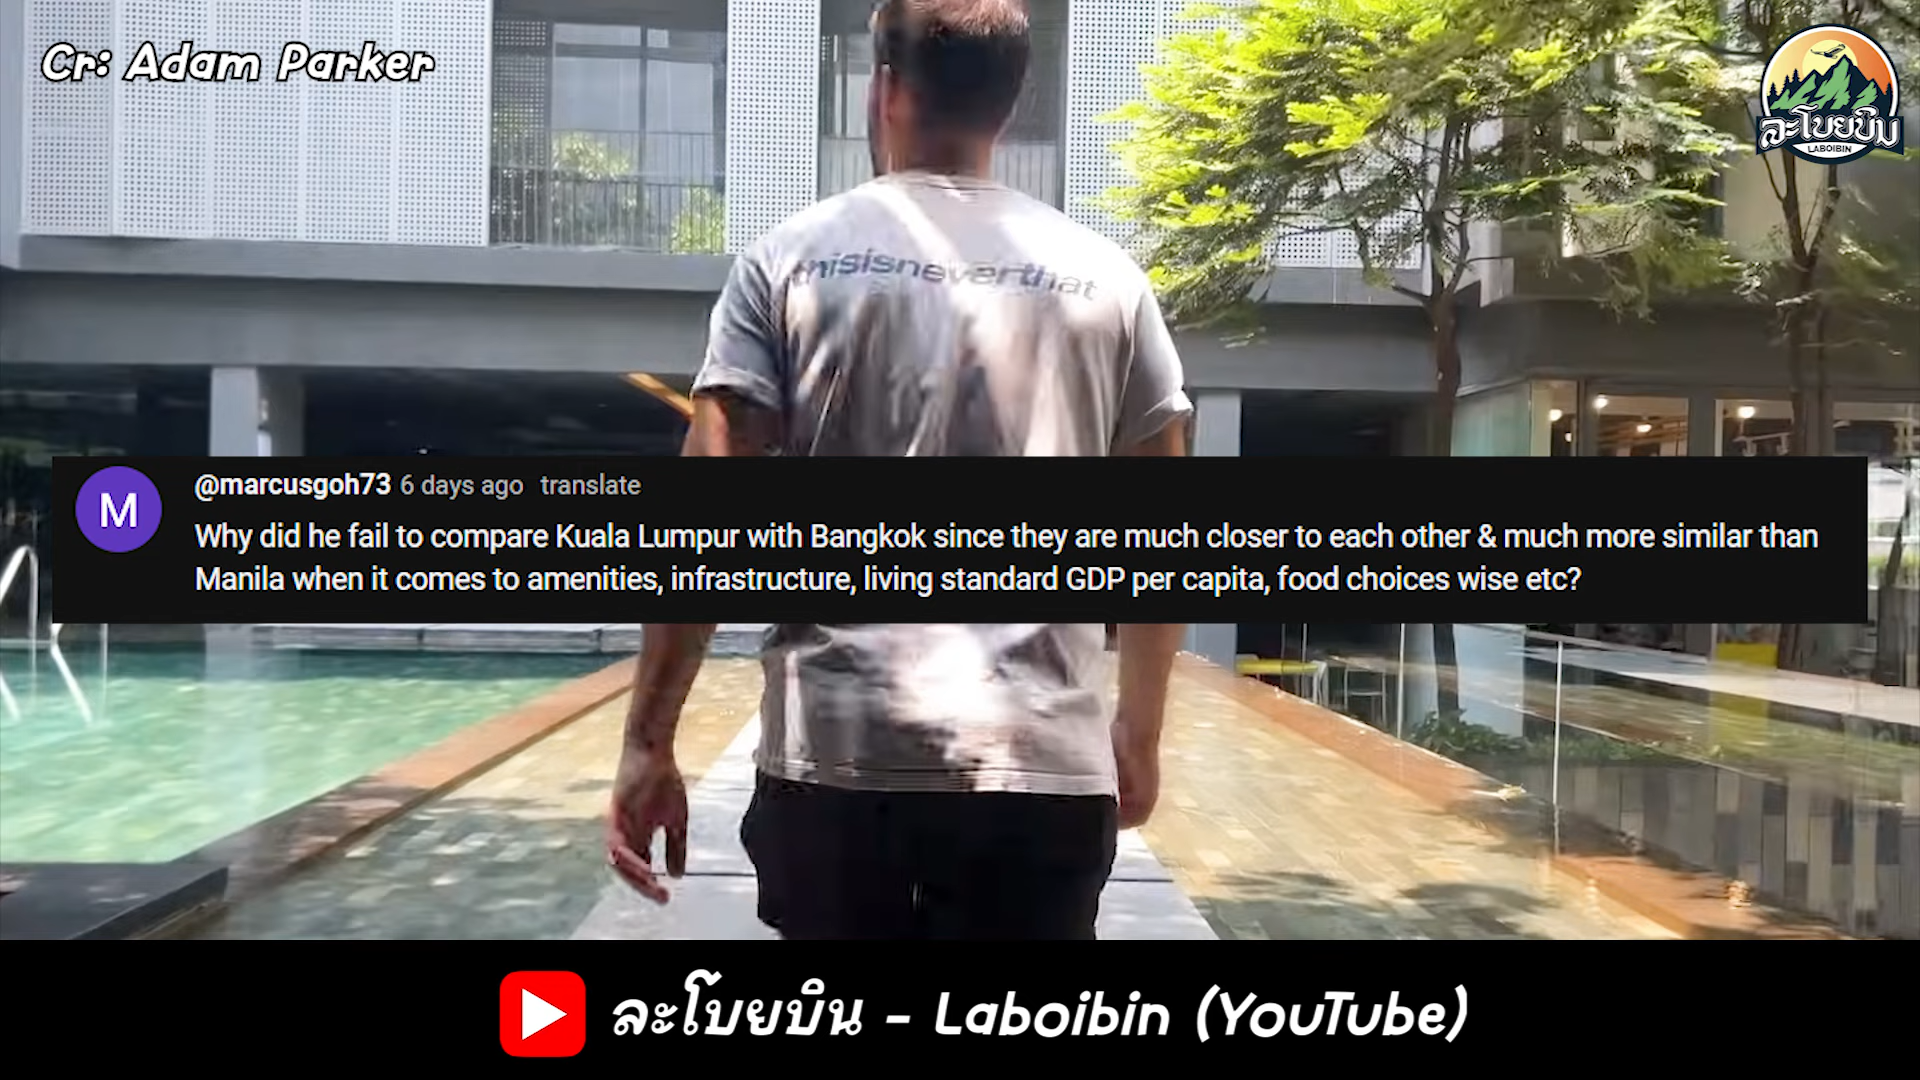 Cr: Adam Parker
ละโบยบิน
LABOIBIN
thisisneverthat
M
@marcusgoh73 6 days ago translate
Why did he fail to compare Kuala Lumpur with Bangkok since they are much closer to each other & much more similar than
Manila when it comes to amenities, infrastructure, living standard GDP per capita, food choices wise etc?
ละโบยบิน - Laboibin (YouTube)